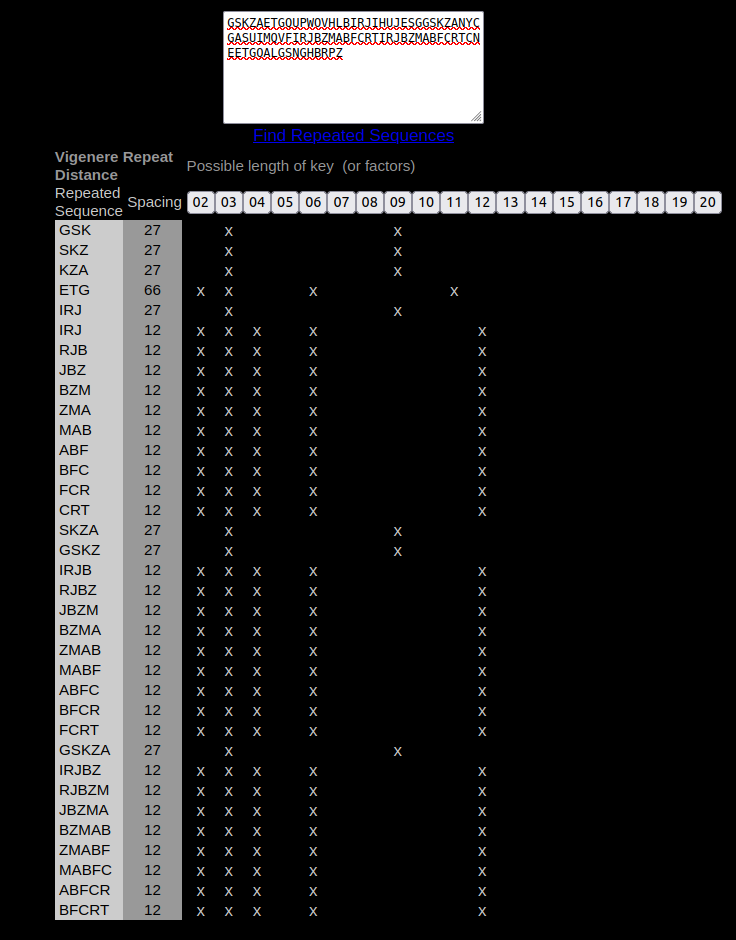 GSKZAETGOUPWOVHLBIRJIHUJESGGSKZANYC
GASUIMQVFIRJBZMABFCRTIRJBZMABFCRTCN
EETGQALGSNGHBRPZ
Find Repeated Sequences
Vigenere Repeat Distance Possible length of key (or factors)
Repeated Sequence Spacing 02 03 04 05 06 07 08 09 10 11 12 13 14 15 16 17 18 19 20
GSK 27 x x
SKZ 27 x x
KZA 27 x x
ETG 66 x x x x
IRJ 27 x x
IRJ 12 x x x x x
RJB 12 x x x x x
JBZ 12 x x x x x
BZM 12 x x x x x
ZMA 12 x x x x x
MAB 12 x x x x x
ABF 12 x x x x x
BFC 12 x x x x x
FCR 12 x x x x x
CRT 12 x x x x x
SKZA 27 x x
GSKZ 27 x x
IRJB 12 x x x x x
RJBZ 12 x x x x x
JBZM 12 x x x x x
BZMA 12 x x x x x
ZMAB 12 x x x x x
MABF 12 x x x x x
ABFC 12 x x x x x
BFCR 12 x x x x x
FCRT 12 x x x x x
GSKZA 27 x x
IRJBZ 12 x x x x x
RJBZM 12 x x x x x
JBZMA 12 x x x x x
BZMAB 12 x x x x x
ZMABF 12 x x x x x
MABFC 12 x x x x x
ABFCR 12 x x x x x
BFCRT 12 x x x x x